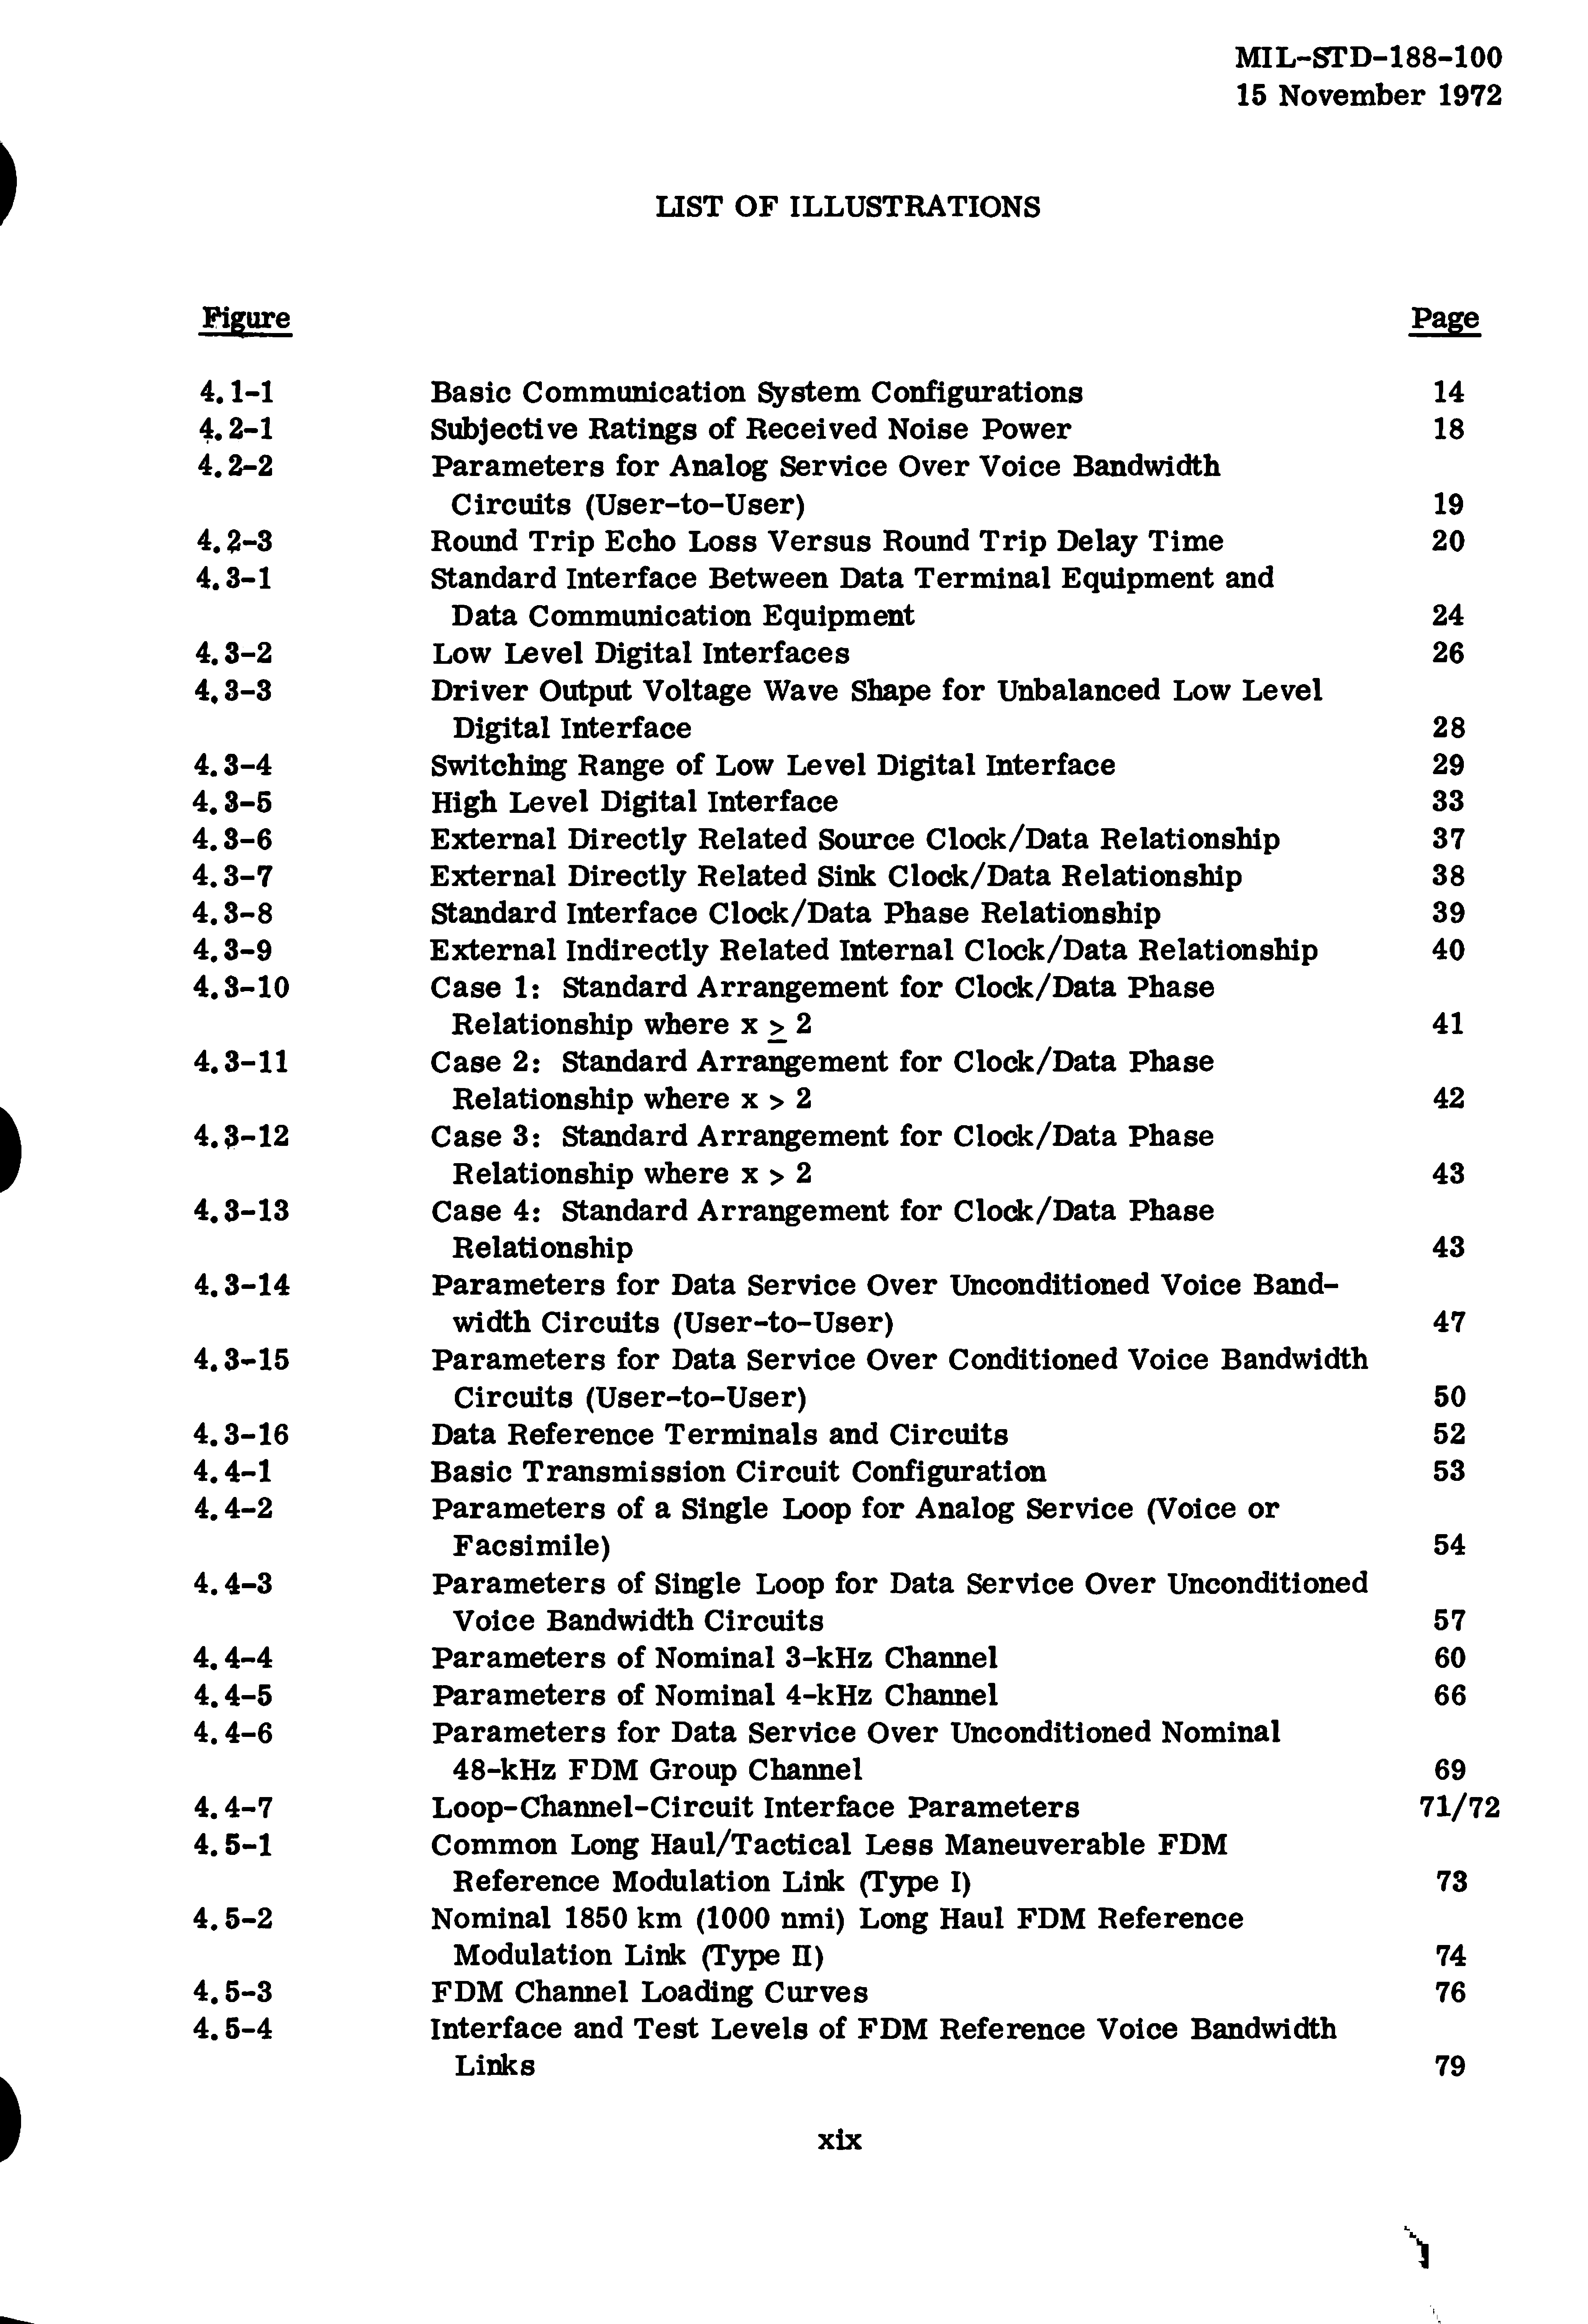 MIL-STD-188-100
15 November 1972
LIST OF ILLUSTRATIONS
Figure Page
4.1-1 Basic Communication System Configurations 14
4.2-1 Subjective Ratings of Received Noise Power 18
4.2-2 Parameters for Analog Service Over Voice Bandwidth
Circuits (User-to-User) 19
4.2-3 Round Trip Echo Loss Versus Round Trip Delay Time 20
4.3-1 Standard Interface Between Data Terminal Equipment and
Data Communication Equipment 24
4.3-2 Low Level Digital Interfaces 26
4.3-3 Driver Output Voltage Wave Shape for Unbalanced Low Level
Digital Interface 28
4.3-4 Switching Range of Low Level Digital Interface 29
4.3-5 High Level Digital Interface 33
4.3-6 External Directly Related Source Clock/Data Relationship 37
4.3-7 External Directly Related Sink Clock/Data Relationship 38
4.3-8 Standard Interface Clock/Data Phase Relationship 39
4.3-9 External Indirectly Related Internal Clock/Data Relationship 40
4.3-10 Case 1: Standard Arrangement for Clock/Data Phase
Relationship where x ≥ 2 41
4.3-11 Case 2: Standard Arrangement for Clock/Data Phase
Relationship where x > 2 42
4.3-12 Case 3: Standard Arrangement for Clock/Data Phase
Relationship where x > 2 43
4.3-13 Case 4: Standard Arrangement for Clock/Data Phase
Relationship 43
4.3-14 Parameters for Data Service Over Unconditioned Voice Band-
width Circuits (User-to-User) 47
4.3-15 Parameters for Data Service Over Conditioned Voice Bandwidth
Circuits (User-to-User) 50
4.3-16 Data Reference Terminals and Circuits 52
4.4-1 Basic Transmission Circuit Configuration 53
4.4-2 Parameters of a Single Loop for Analog Service (Voice or
Facsimile) 54
4.4-3 Parameters of Single Loop for Data Service Over Unconditioned
Voice Bandwidth Circuits 57
4.4-4 Parameters of Nominal 3-kHz Channel 60
4.4-5 Parameters of Nominal 4-kHz Channel 66
4.4-6 Parameters for Data Service Over Unconditioned Nominal
48-kHz FDM Group Channel 69
4.4-7 Loop-Channel-Circuit Interface Parameters 71/72
4.5-1 Common Long Haul/Tactical Less Maneuverable FDM
Reference Modulation Link (Type I) 73
4.5-2 Nominal 1850 km (1000 nmi) Long Haul FDM Reference
Modulation Link (Type II) 74
4.5-3 FDM Channel Loading Curves 76
4.5-4 Interface and Test Levels of FDM Reference Voice Bandwidth
Links 79
xix